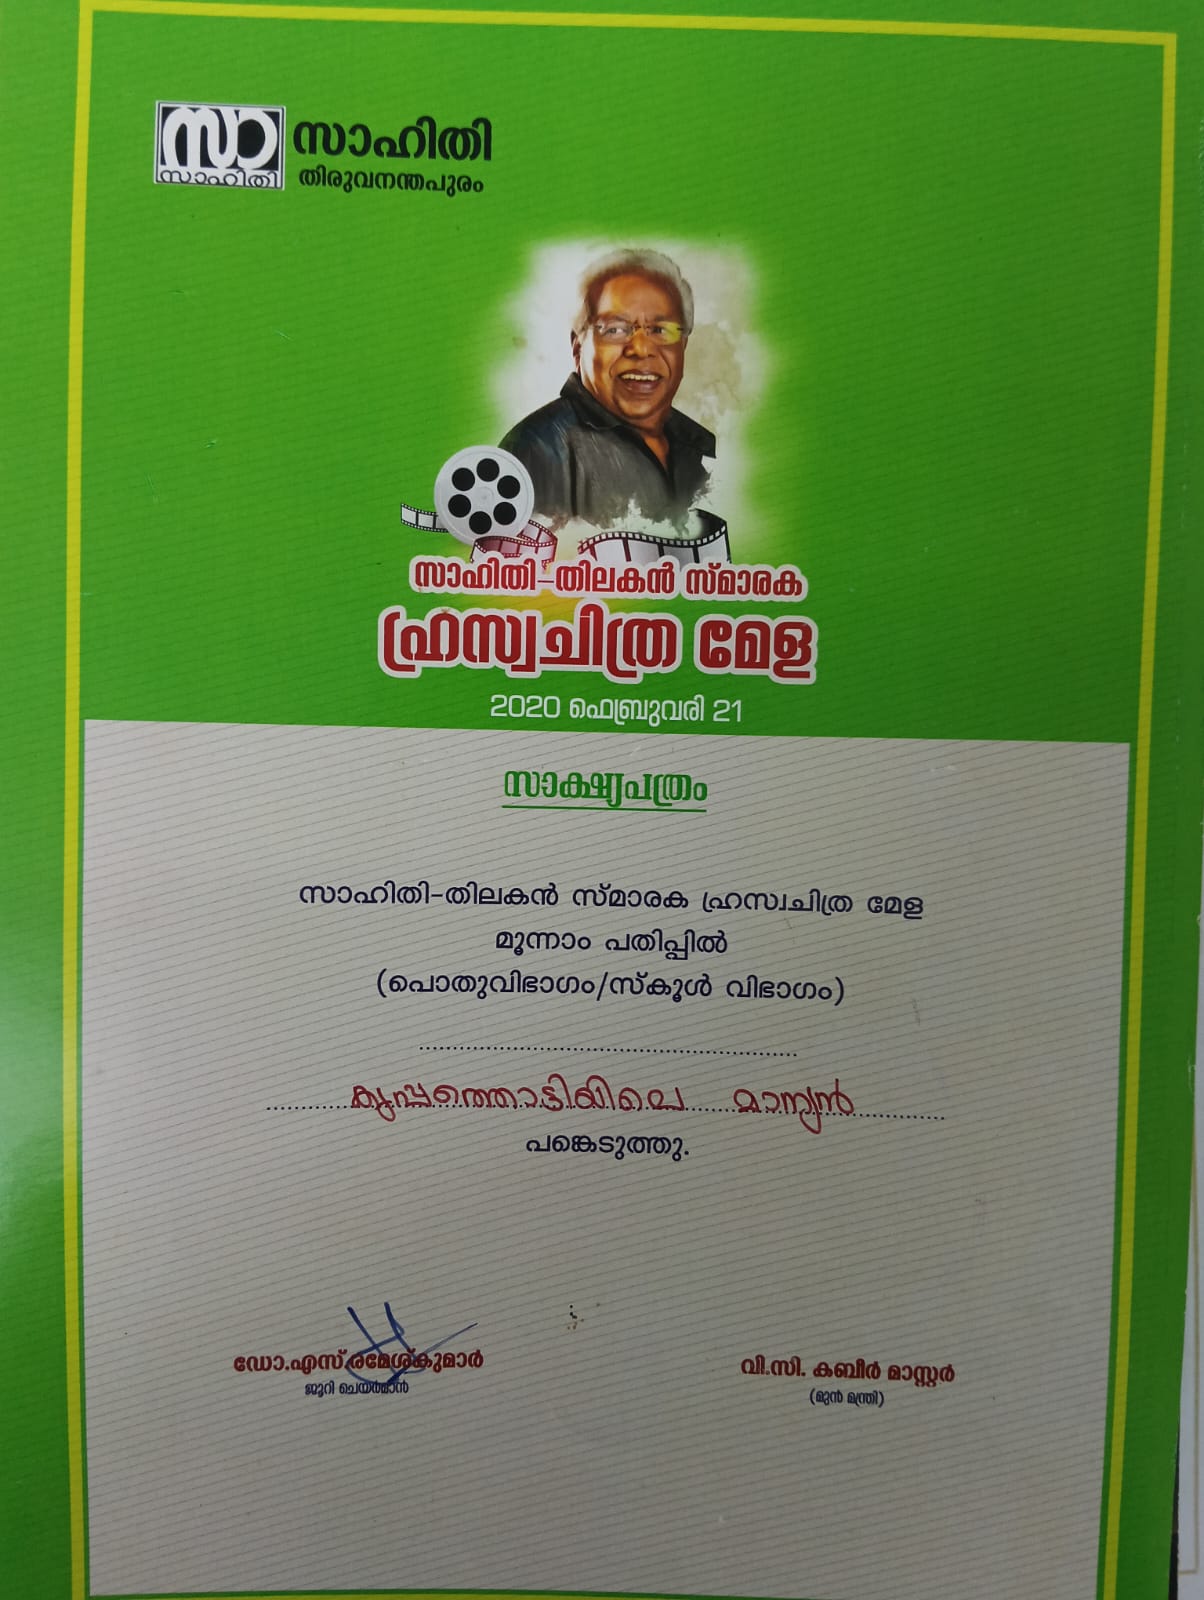 സാ
സാഹിതി
സാഹിതി
തിരുവനന്തപുരം
സാഹിതി-തിലകൻ സ്മാരക
ഹ്രസ്വചിത്ര മേള
2020 ഫെബ്രുവരി 21
സാക്ഷ്യപത്രം
സാഹിതി-തിലകൻ സ്മാരക ഹ്രസ്വചിത്ര മേള
മൂന്നാം പതിപ്പിൽ
(പൊതുവിഭാഗം/സ്കൂൾ വിഭാഗം)
കുപ്പത്തൊട്ടിയിലെ മാന്യൻ
പങ്കെടുത്തു.
ഡോ.എസ്.രമേശ്കുമാർ
ജൂറി ചെയർമാൻ
വി.സി. കബീർ മാസ്റ്റർ
(മുൻ മന്ത്രി)